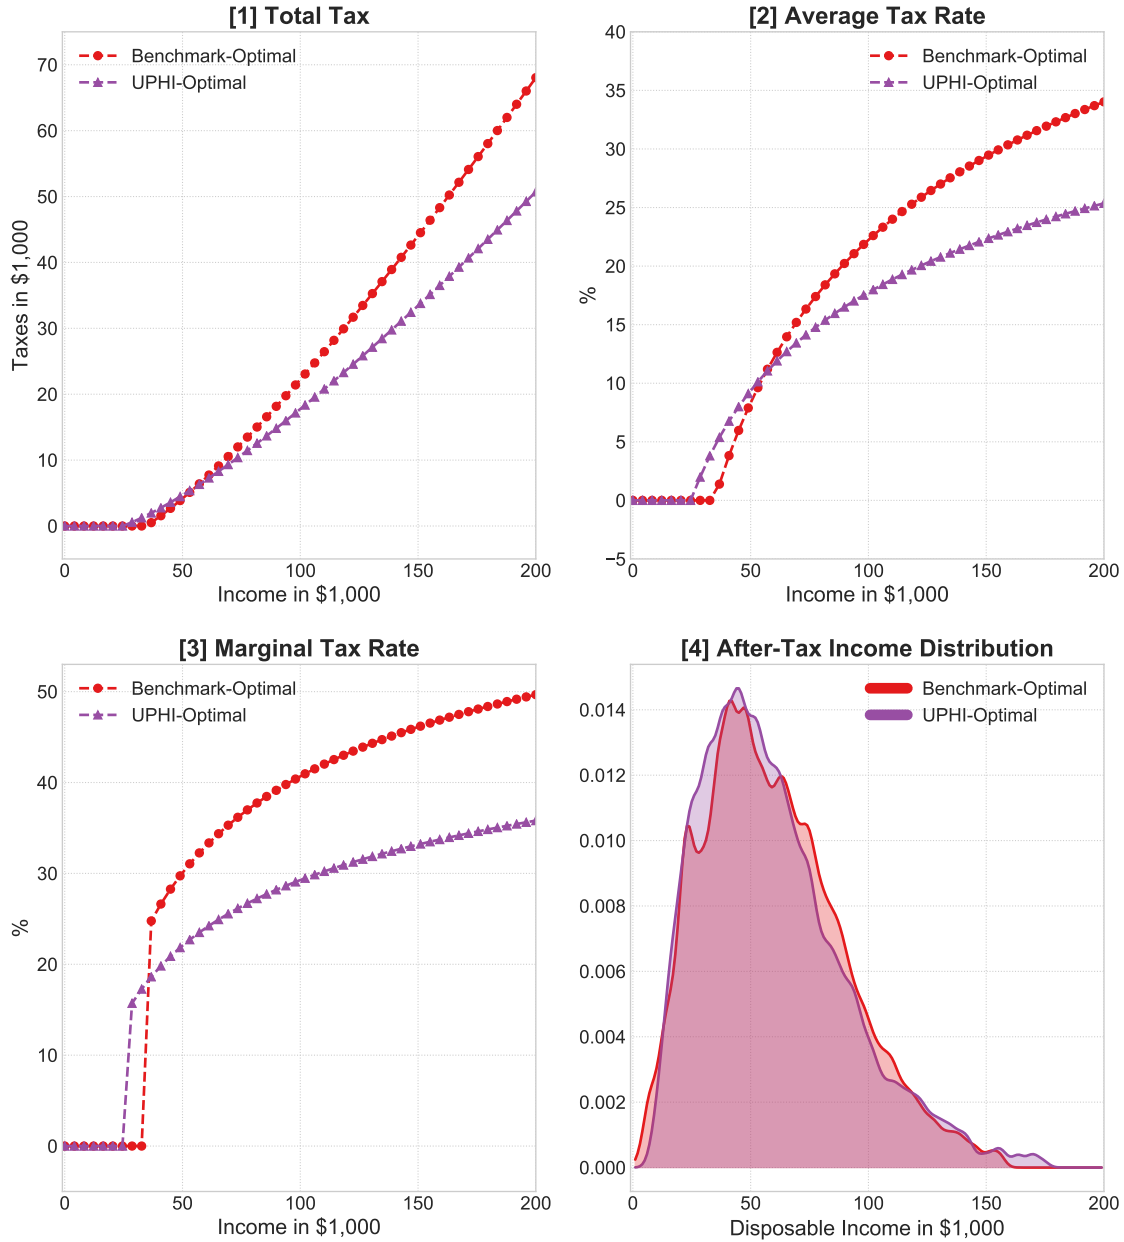 [1] Total Tax
Benchmark-Optimal
UPHI-Optimal
70
60
50
40
30
20
10
0
Taxes in $1,000
0 50 100 150 200
Income in $1,000
[2] Average Tax Rate
Benchmark-Optimal
UPHI-Optimal
40
35
30
25
20
15
10
5
0
−5
%
0 50 100 150 200
Income in $1,000
[3] Marginal Tax Rate
Benchmark-Optimal
UPHI-Optimal
50
40
30
20
10
0
%
0 50 100 150 200
Income in $1,000
[4] After-Tax Income Distribution
Benchmark-Optimal
UPHI-Optimal
0.014
0.012
0.010
0.008
0.006
0.004
0.002
0.000
0 50 100 150 200
Disposable Income in $1,000